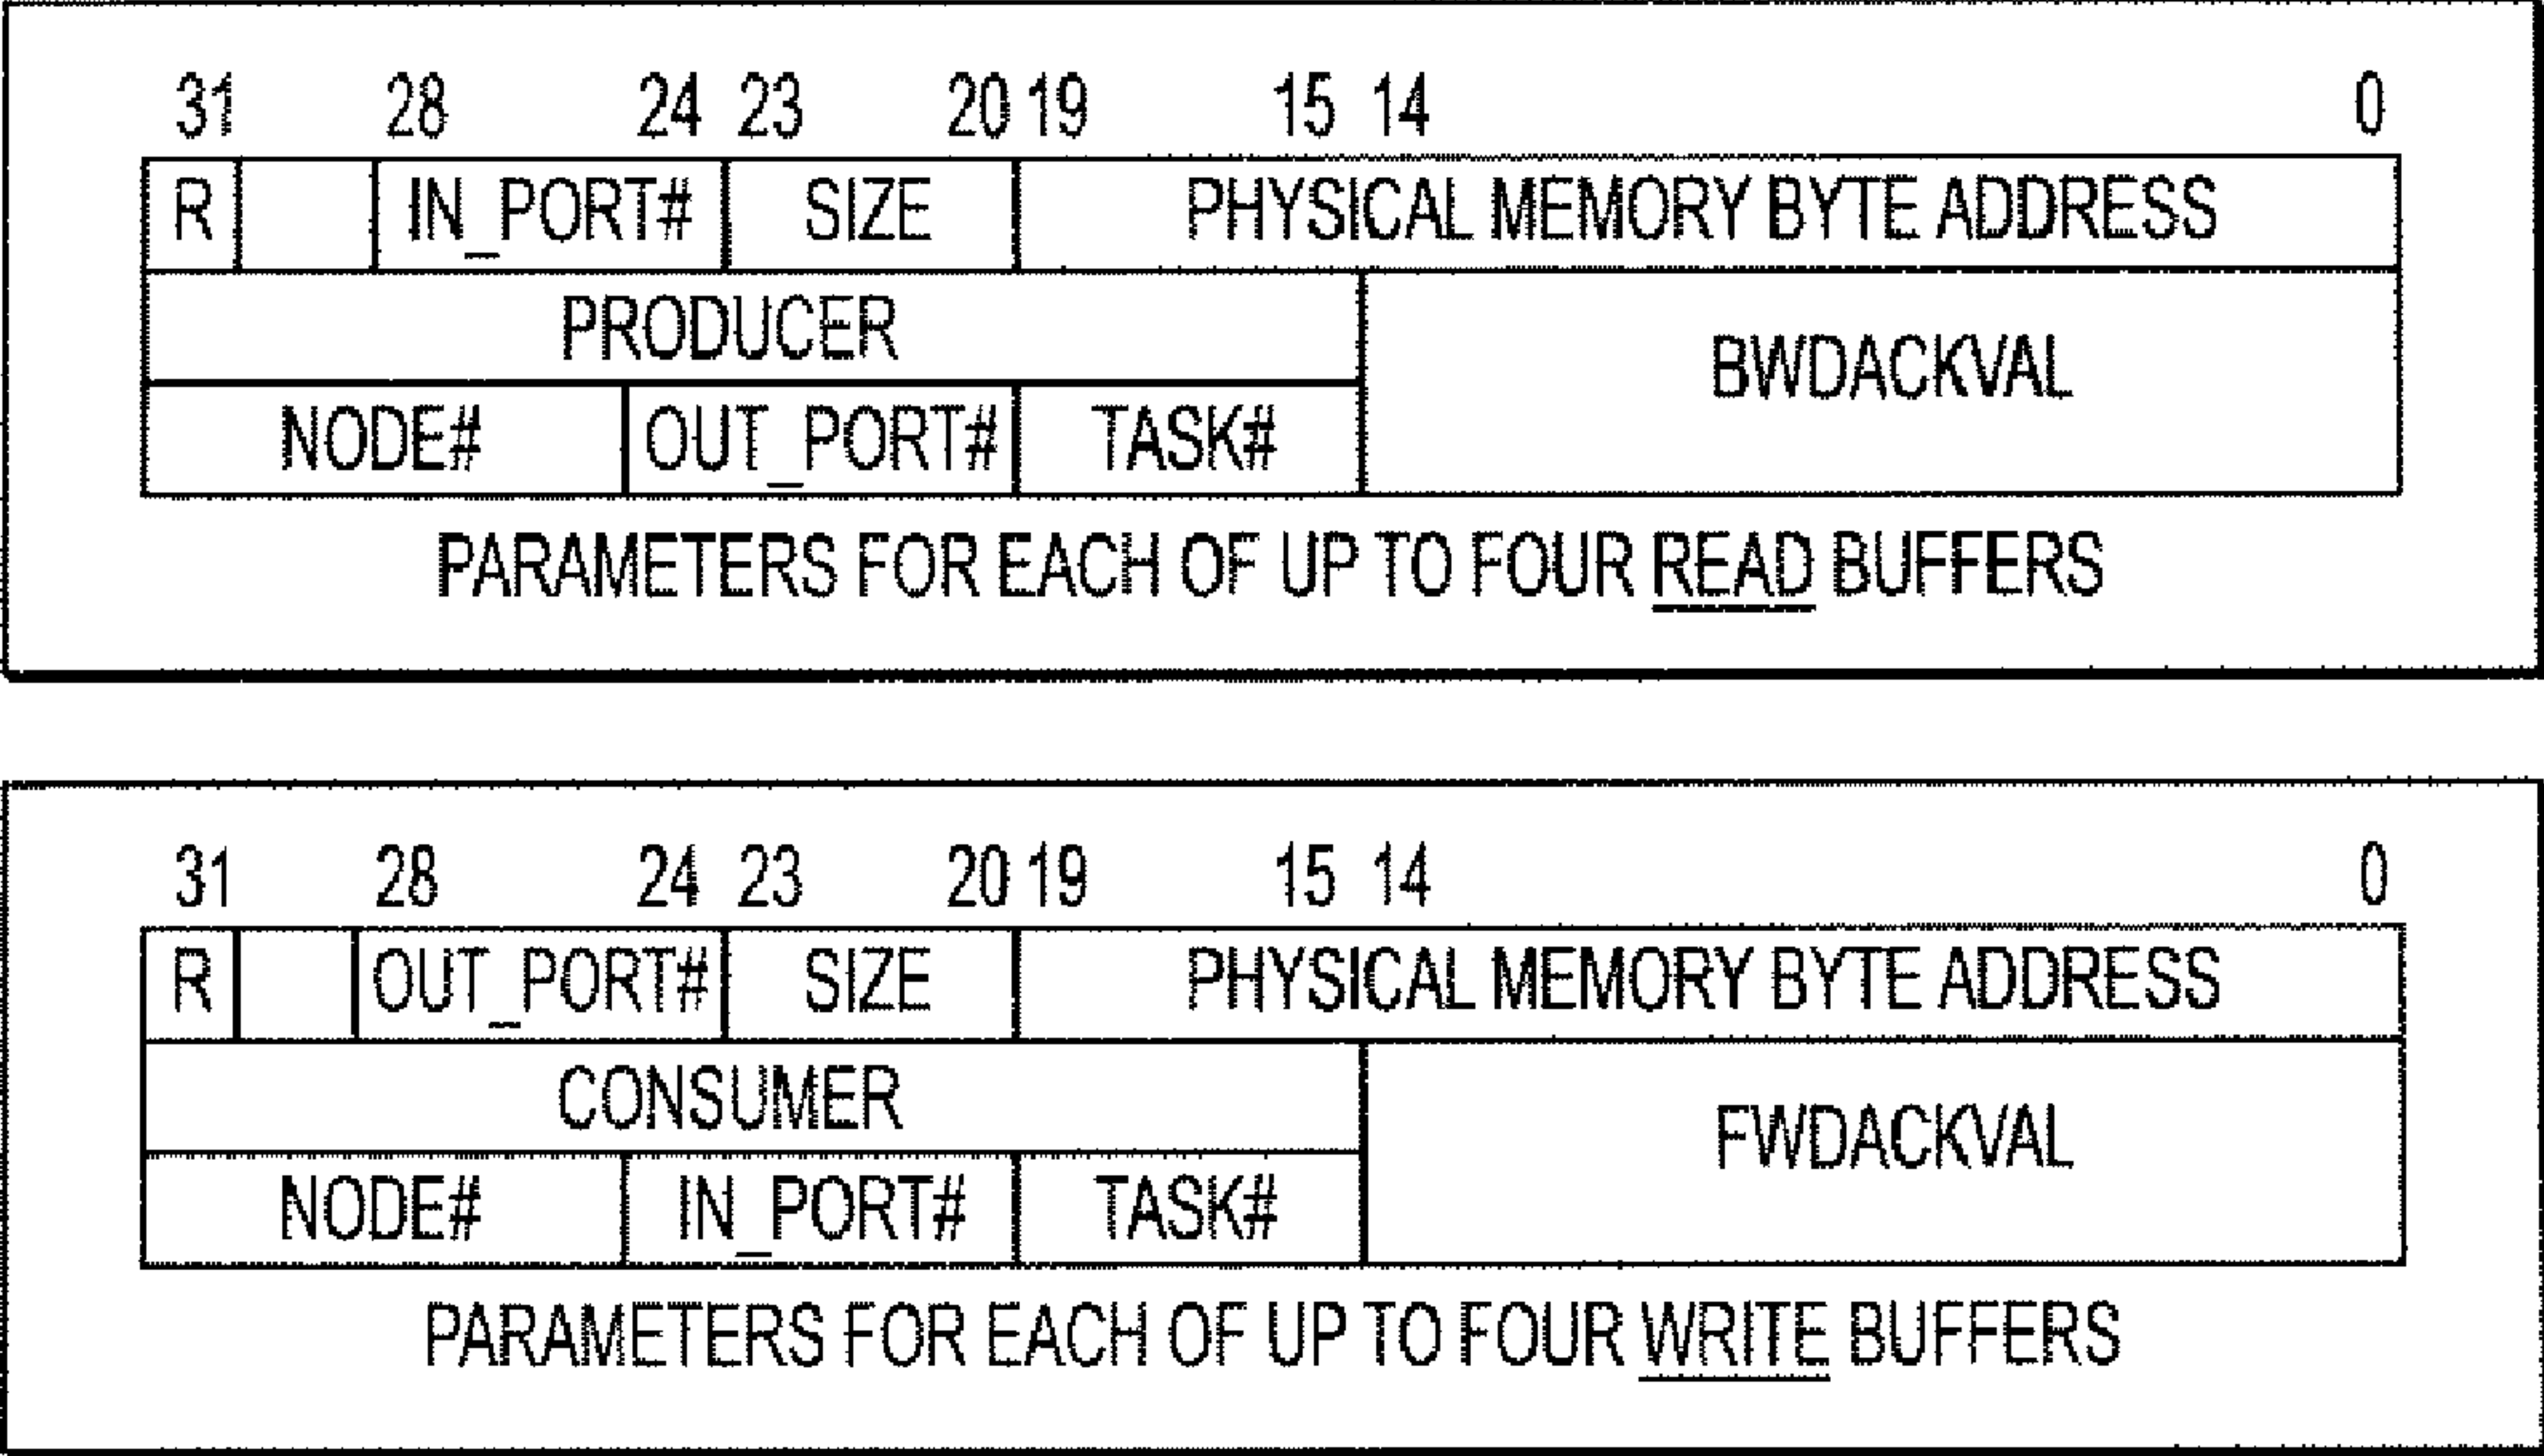 31 28 24 23 20 19 15 14 0
R IN_PORT# SIZE PHYSICAL MEMORY BYTE ADDRESS
PRODUCER
BWDACKVAL
NODE# OUT_PORT# TASK#
PARAMETERS FOR EACH OF UP TO FOUR READ BUFFERS
31 28 24 23 20 19 15 14 0
R OUT_PORT# SIZE PHYSICAL MEMORY BYTE ADDRESS
CONSUMER
FWDACKVAL
NODE# IN_PORT# TASK#
PARAMETERS FOR EACH OF UP TO FOUR WRITE BUFFERS